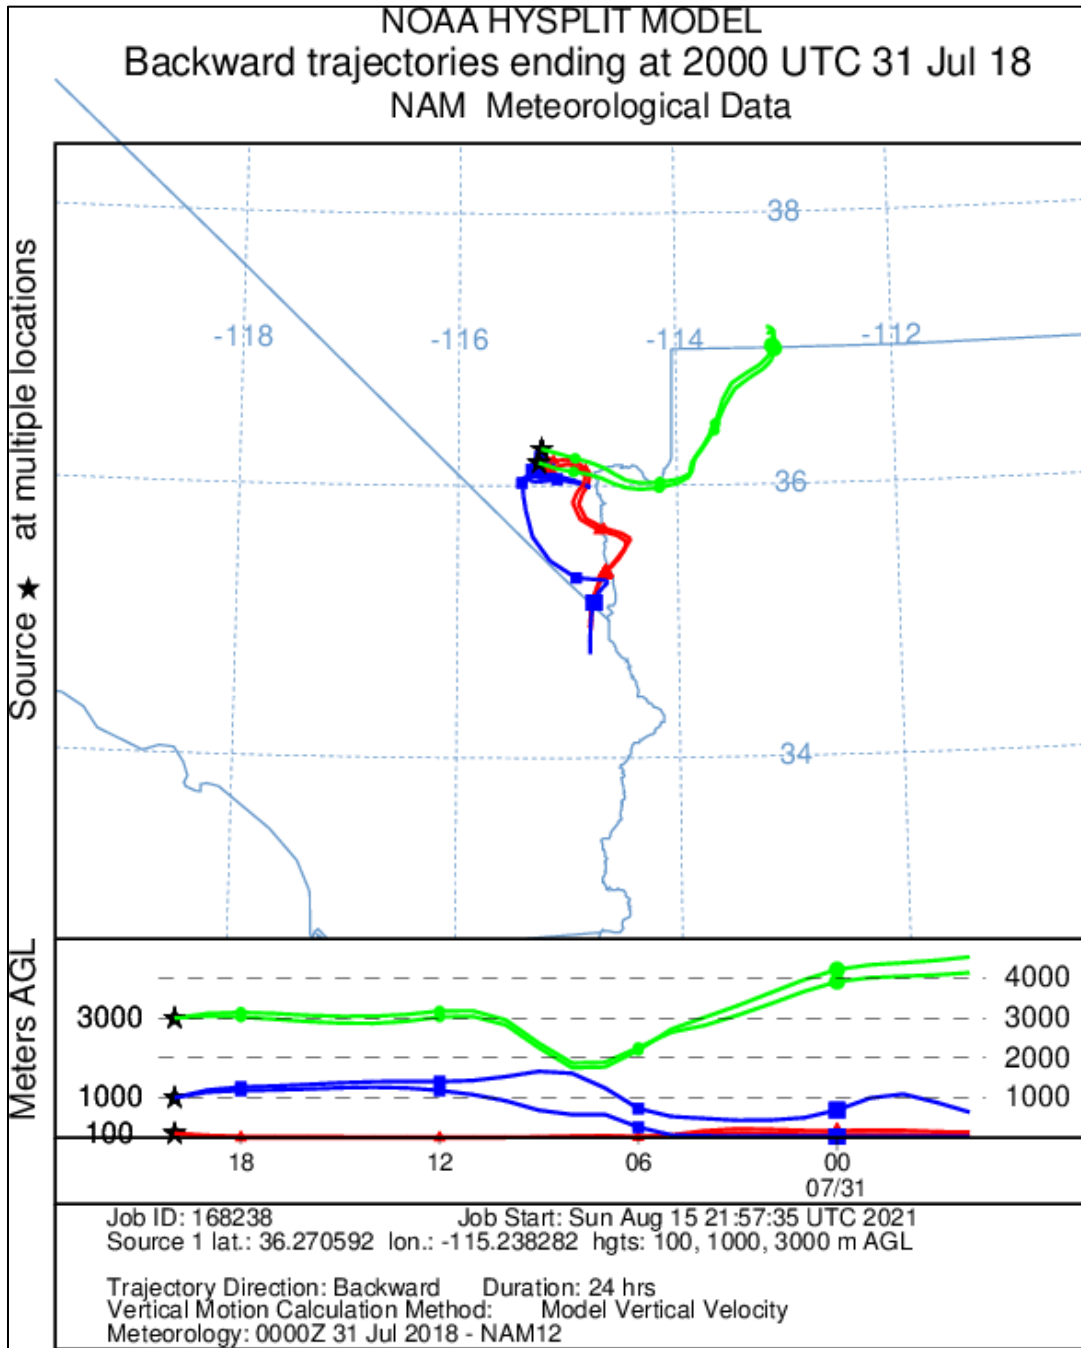 NOAA HYSPLIT MODEL
Backward trajectories ending at 2000 UTC 31 Jul 18
NAM Meteorological Data
Source ★ at multiple locations
38
-118
-116
-114
-112
36
34
Meters AGL
4000
3000
3000
2000
1000
1000
100
18
12
06
00
07/31
Job ID: 168238 Job Start: Sun Aug 15 21:57:35 UTC 2021
Source 1 lat.: 36.270592 lon.: -115.238282 hgts: 100, 1000, 3000 m AGL
Trajectory Direction: Backward Duration: 24 hrs
Vertical Motion Calculation Method: Model Vertical Velocity
Meteorology: 0000Z 31 Jul 2018 - NAM12